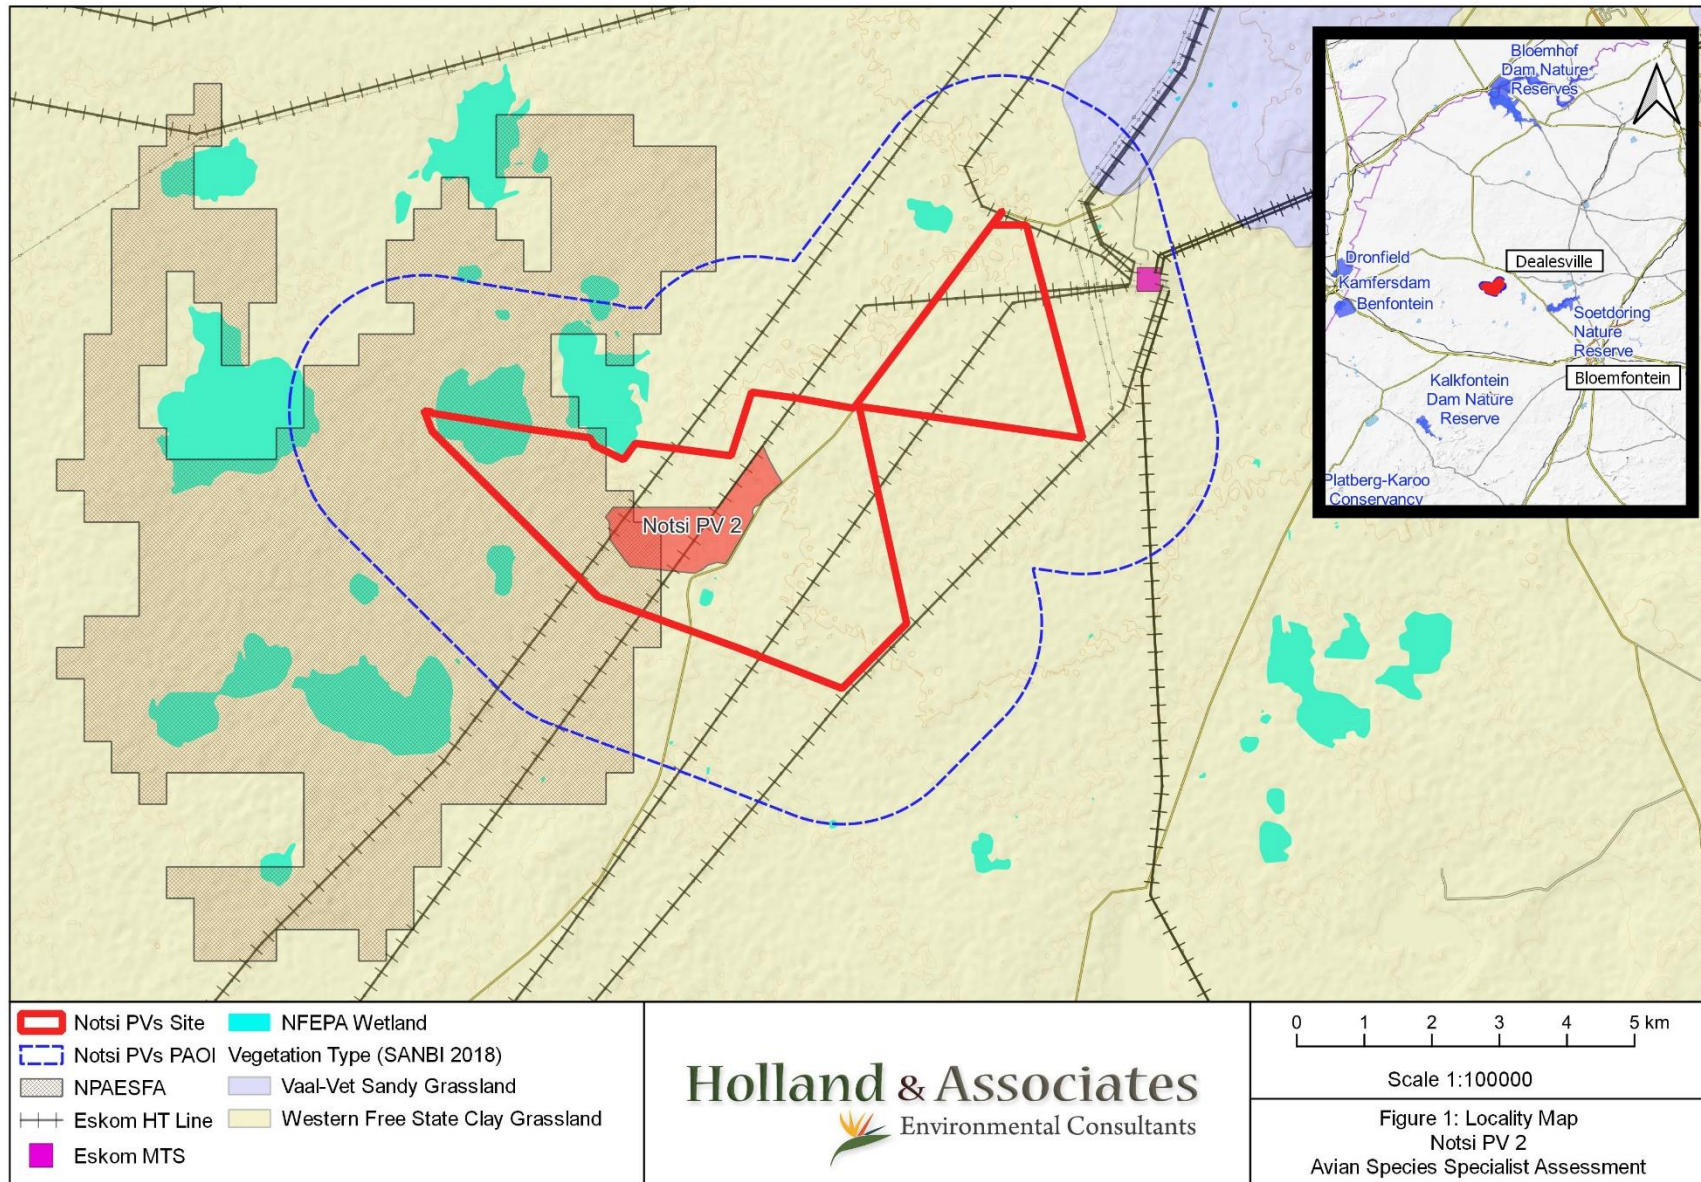 Notsi PV 2
Bloemhof
Dam Nature
Reserves
Dronfield
Kamfersdam
Benfontein
Dealesville
Soetdoring
Nature
Reserve
Bloemfontein
Kalkfontein
Dam Nature
Reserve
Platberg-Karoo
Conservancy
Notsi PVs Site
Notsi PVs PAOI
NPAESFA
Eskom HT Line
Eskom MTS
NFEPA Wetland
Vegetation Type (SANBI 2018)
Vaal-Vet Sandy Grassland
Western Free State Clay Grassland
Holland & Associates
Environmental Consultants
0 1 2 3 4 5 km
Scale 1:100000
Figure 1: Locality Map
Notsi PV 2
Avian Species Specialist Assessment